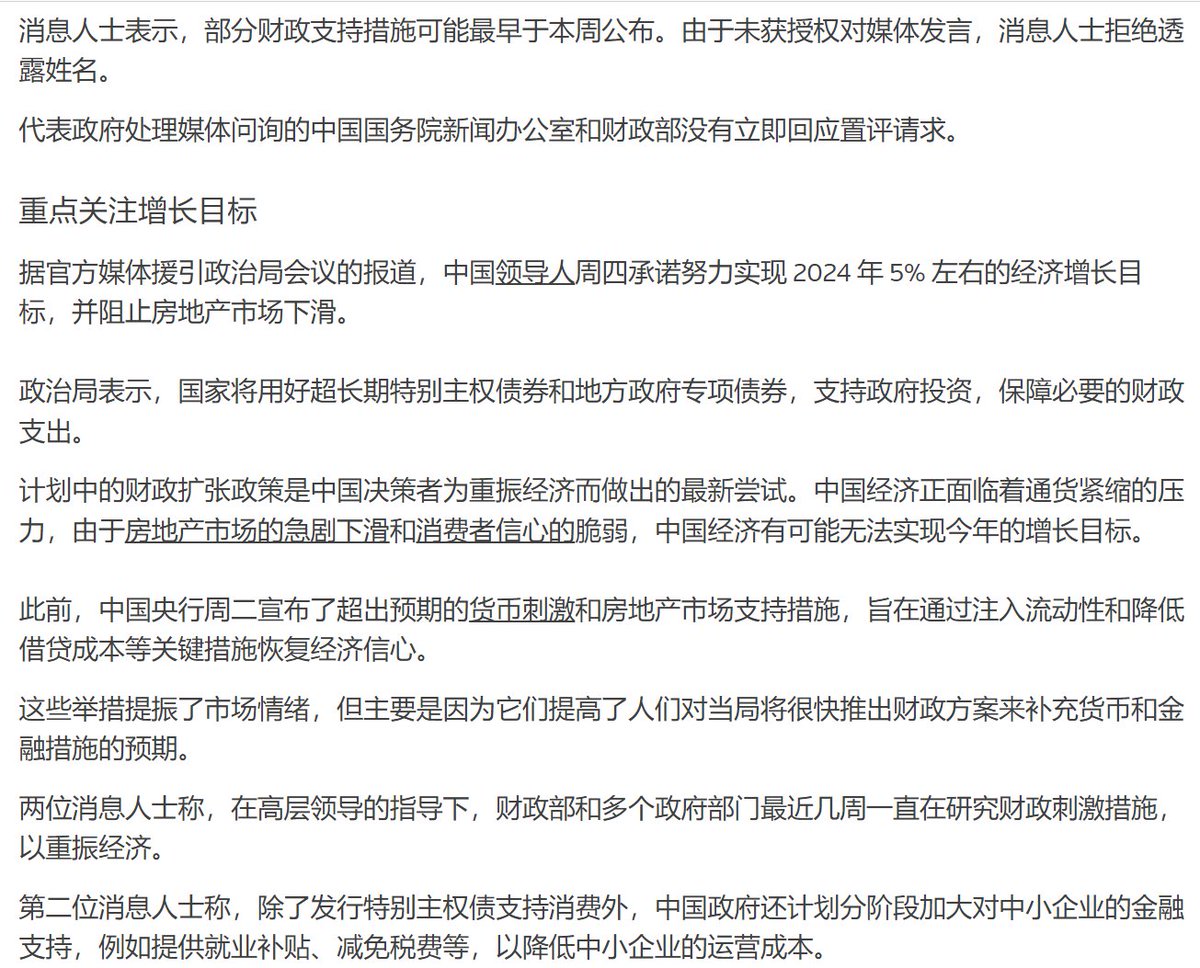 消息人士表示，部分财政支持措施可能最早于本周公布。由于未获授权对媒体发言，消息人士拒绝透
露姓名。
代表政府处理媒体问询的中国国务院新闻办公室和财政部没有立即回应置评请求。
重点关注增长目标
据官方媒体援引政治局会议的报道，中国领导人周四承诺努力实现 2024 年 5% 左右的经济增长目
标，并阻止房地产市场下滑。
政治局表示，国家将用好超长期特别主权债券和地方政府专项债券，支持政府投资，保障必要的财政
支出。
计划中的财政扩张政策是中国决策者为重振经济而做出的最新尝试。中国经济正面临着通货紧缩的压
力，由于房地产市场的急剧下滑和消费者信心的脆弱，中国经济有可能无法实现今年的增长目标。
此前，中国央行周二宣布了超出预期的货币刺激和房地产市场支持措施，旨在通过注入流动性和降低
借贷成本等关键措施恢复经济信心。
这些举措提振了市场情绪，但主要是因为它们提高了人们对当局将很快推出财政方案来补充货币和金
融措施的预期。
两位消息人士称，在高层领导的指导下，财政部和多个政府部门最近几周一直在研究财政刺激措施，
以重振经济。
第二位消息人士称，除了发行特别主权债支持消费外，中国政府还计划分阶段加大对中小企业的金融
支持，例如提供就业补贴、减免税费等，以降低中小企业的运营成本。